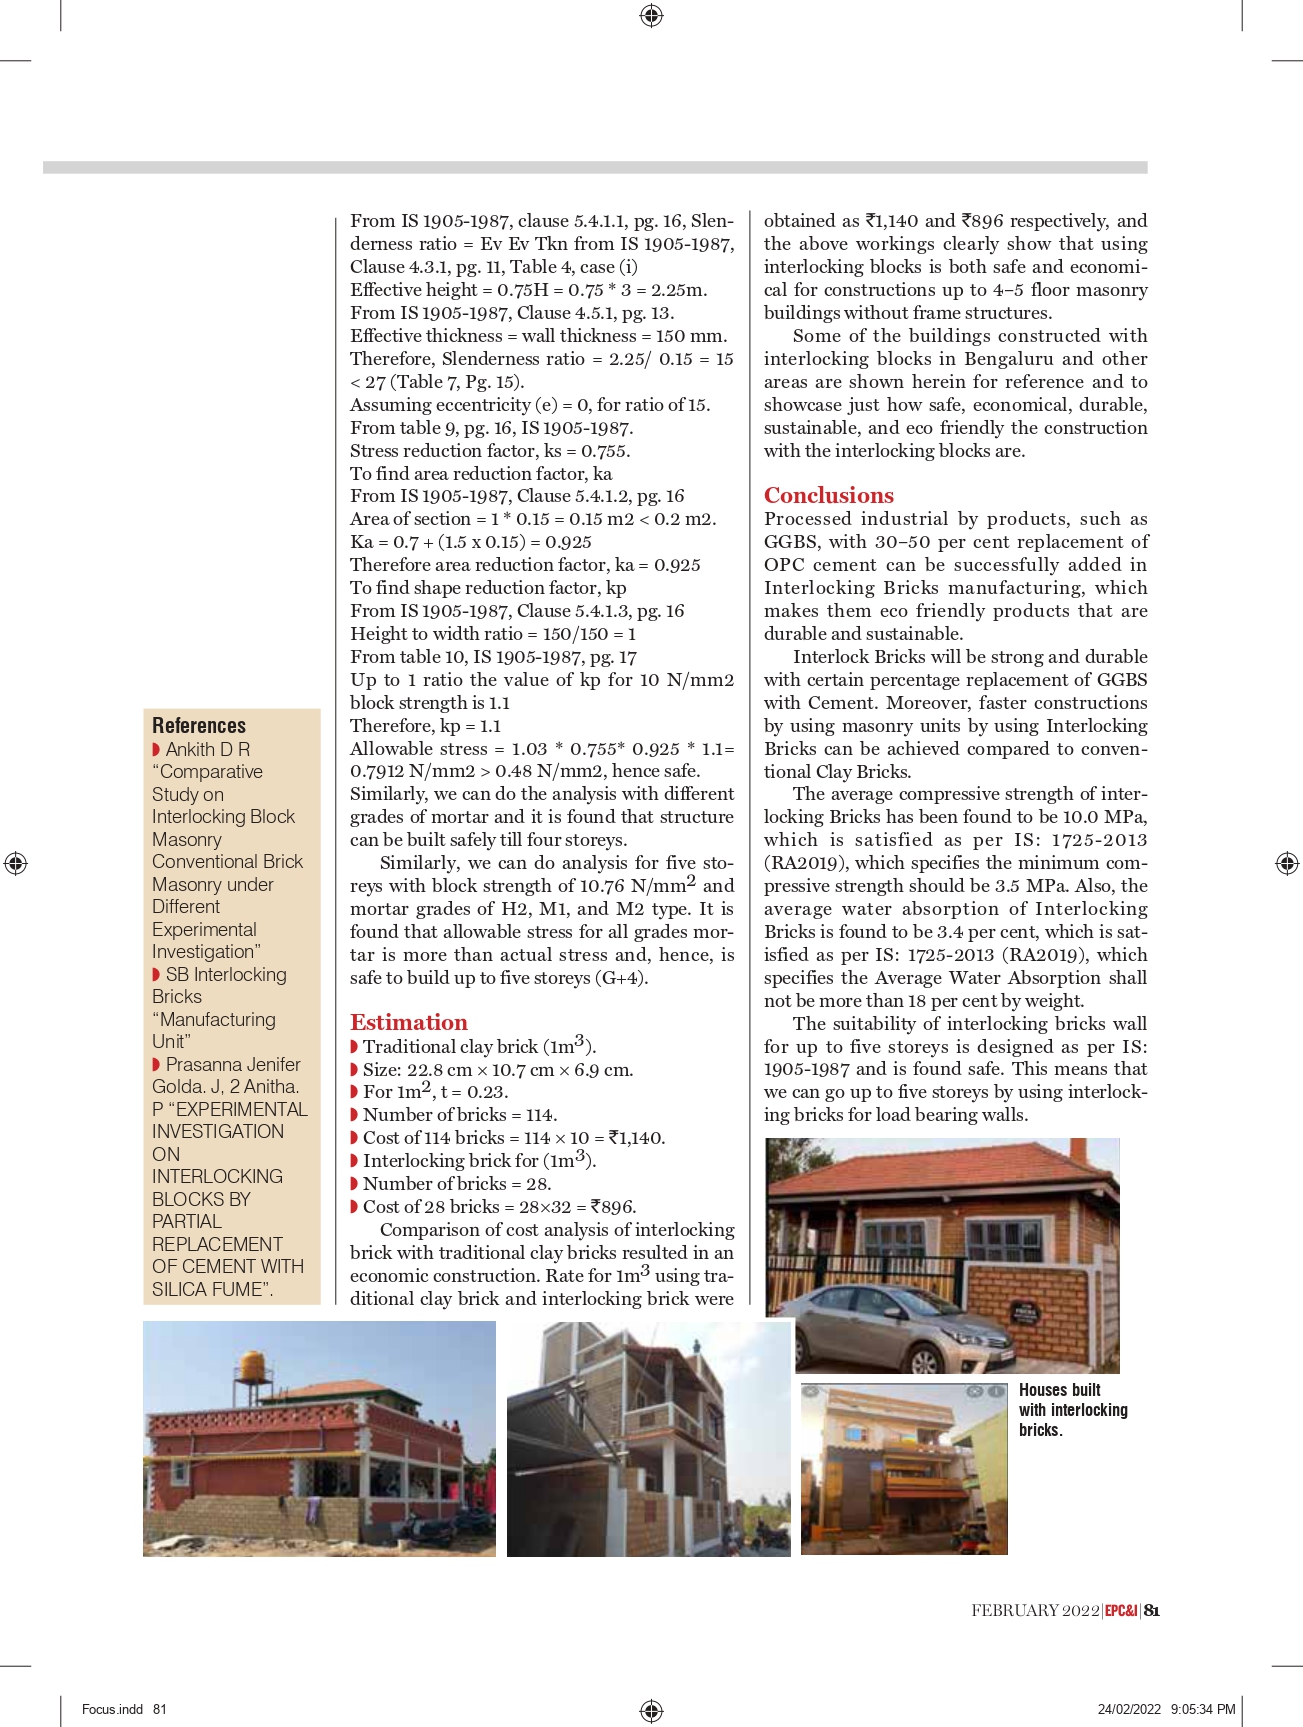 From IS 1905-1987, clause 5.4.1.1, pg. 16, Slen-
derness ratio = Ev Ev Tkn from IS 1905-1987,
Clause 4.3.1, pg. 11, Table 4, case (i)
Effective height = 0.75H = 0.75 * 3 = 2.25m.
From IS 1905-1987, Clause 4.5.1, pg. 13.
Effective thickness = wall thickness = 150 mm.
Therefore, Slenderness ratio = 2.25/ 0.15 = 15
< 27 (Table 7, Pg. 15).
Assuming eccentricity (e) = 0, for ratio of 15.
From table 9, pg. 16, IS 1905-1987.
Stress reduction factor, ks = 0.755.
To find area reduction factor, ka
From IS 1905-1987, Clause 5.4.1.2, pg. 16
Area of section = 1 * 0.15 = 0.15 m2 < 0.2 m2.
Ka = 0.7 + (1.5 x 0.15) = 0.925
Therefore area reduction factor, ka = 0.925
To find shape reduction factor, kp
From IS 1905-1987, Clause 5.4.1.3, pg. 16
Height to width ratio = 150/150 = 1
From table 10, IS 1905-1987, pg. 17
Up to 1 ratio the value of kp for 10 N/mm2
block strength is 1.1
Therefore, kp = 1.1
Allowable stress = 1.03 * 0.755* 0.925 * 1.1=
0.7912 N/mm2 > 0.48 N/mm2, hence safe.
Similarly, we can do the analysis with different
grades of mortar and it is found that structure
can be built safely till four storeys.
Similarly, we can do analysis for five sto-
reys with block strength of 10.76 N/mm² and
mortar grades of H2, M1, and M2 type. It is
found that allowable stress for all grades mor-
tar is more than actual stress and, hence, is
safe to build up to five storeys (G+4).
Estimation
◗ Traditional clay brick (1m³).
◗ Size: 22.8 cm × 10.7 cm × 6.9 cm.
◗ For 1m², t = 0.23.
◗ Number of bricks = 114.
◗ Cost of 114 bricks = 114 × 10 = ₹1,140.
◗ Interlocking brick for (1m³).
◗ Number of bricks = 28.
◗ Cost of 28 bricks = 28×32 = ₹896.
Comparison of cost analysis of interlocking
brick with traditional clay bricks resulted in an
economic construction. Rate for 1m³ using tra-
ditional clay brick and interlocking brick were
obtained as ₹1,140 and ₹896 respectively, and
the above workings clearly show that using
interlocking blocks is both safe and economi-
cal for constructions up to 4–5 floor masonry
buildings without frame structures.
Some of the buildings constructed with
interlocking blocks in Bengaluru and other
areas are shown herein for reference and to
showcase just how safe, economical, durable,
sustainable, and eco friendly the construction
with the interlocking blocks are.
Conclusions
Processed industrial by products, such as
GGBS, with 30–50 per cent replacement of
OPC cement can be successfully added in
Interlocking Bricks manufacturing, which
makes them eco friendly products that are
durable and sustainable.
Interlock Bricks will be strong and durable
with certain percentage replacement of GGBS
with Cement. Moreover, faster constructions
by using masonry units by using Interlocking
Bricks can be achieved compared to conven-
tional Clay Bricks.
The average compressive strength of inter-
locking Bricks has been found to be 10.0 MPa,
which is satisfied as per IS: 1725-2013
(RA2019), which specifies the minimum com-
pressive strength should be 3.5 MPa. Also, the
average water absorption of Interlocking
Bricks is found to be 3.4 per cent, which is sat-
isfied as per IS: 1725-2013 (RA2019), which
specifies the Average Water Absorption shall
not be more than 18 per cent by weight.
The suitability of interlocking bricks wall
for up to five storeys is designed as per IS:
1905-1987 and is found safe. This means that
we can go up to five storeys by using interlock-
ing bricks for load bearing walls.
References
◗ Ankith D R
“Comparative
Study on
Interlocking Block
Masonry
Conventional Brick
Masonry under
Different
Experimental
Investigation”
◗ SB Interlocking
Bricks
“Manufacturing
Unit”
◗ Prasanna Jenifer
Golda. J, 2 Anitha.
P “EXPERIMENTAL
INVESTIGATION
ON
INTERLOCKING
BLOCKS BY
PARTIAL
REPLACEMENT
OF CEMENT WITH
SILICA FUME”.
Houses built
with interlocking
bricks.
FEBRUARY 2022|EPC&I|81
Focus.indd 81
24/02/2022 9:05:34 PM